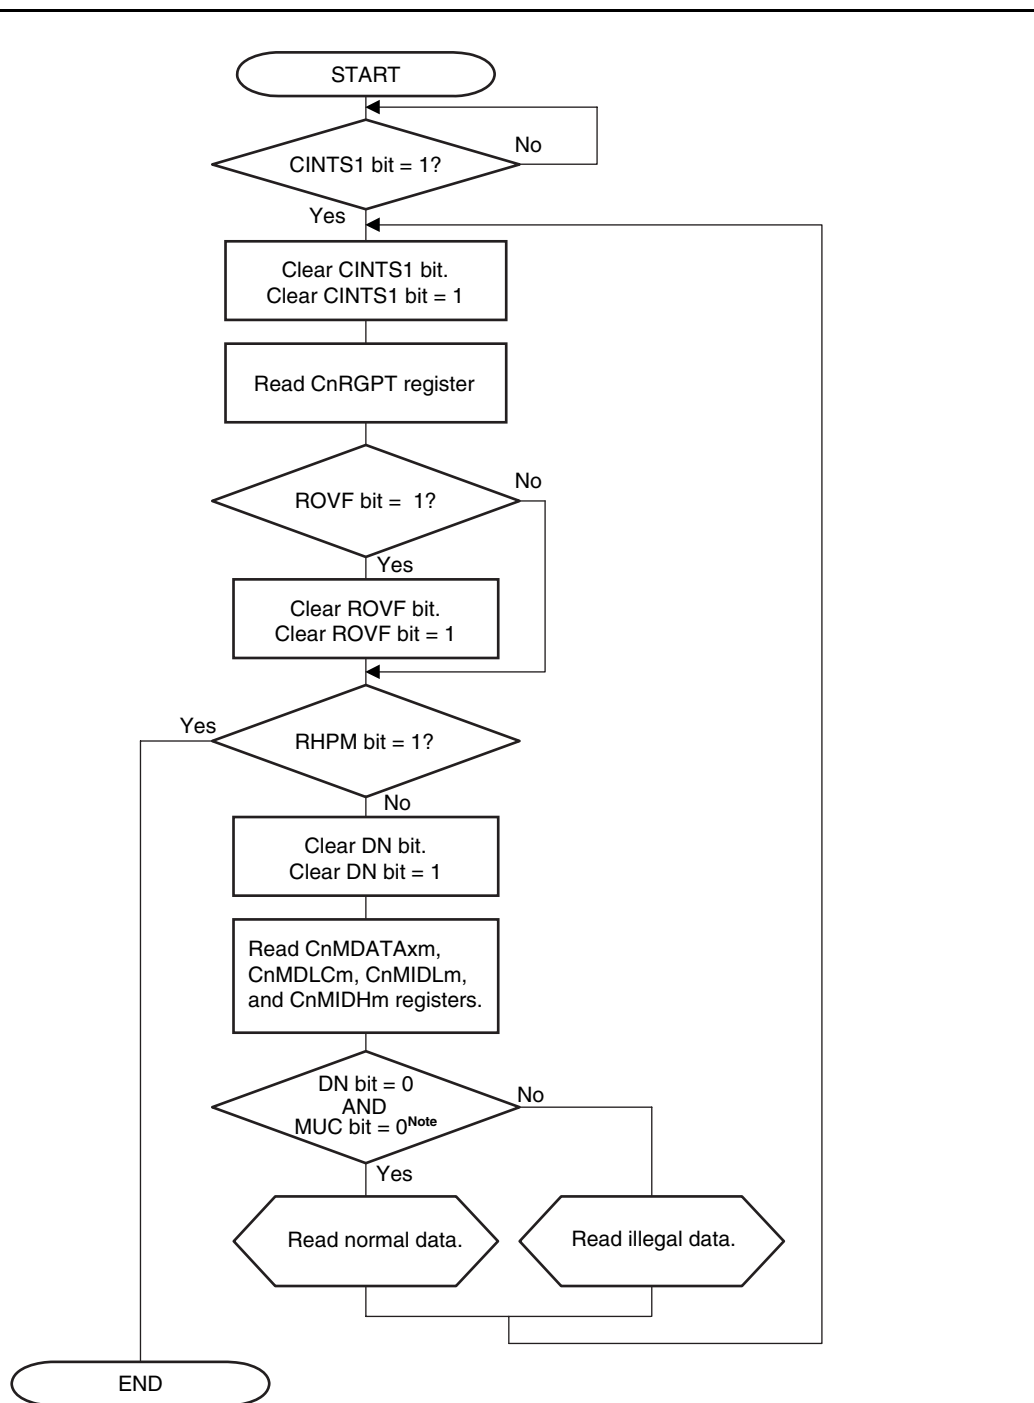 START
CINTS1 bit = 1?
No
Yes
Clear CINTS1 bit.
Clear CINTS1 bit = 1
Read CnRGPT register
ROVF bit = 1?
No
Yes
Clear ROVF bit.
Clear ROVF bit = 1
Yes
RHPM bit = 1?
No
Clear DN bit.
Clear DN bit = 1
Read CnMDATAxm,
CnMDLCm, CnMIDLm,
and CnMIDHm registers.
DN bit = 0
AND
MUC bit = 0Note
No
Yes
Read normal data.
Read illegal data.
END